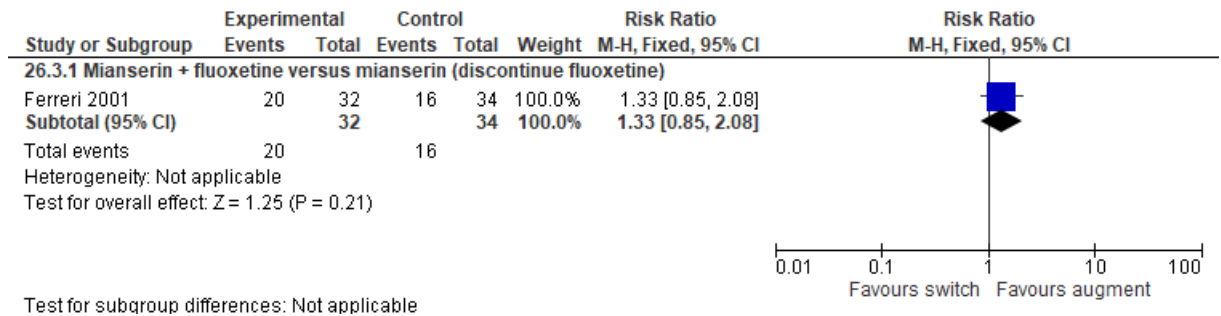 Experimental Control Risk Ratio Risk Ratio
Study or Subgroup Events Total Events Total Weight M-H, Fixed, 95% CI M-H, Fixed, 95% CI
26.3.1 Mianserin + fluoxetine versus mianserin (discontinue fluoxetine)
Ferreri 2001 20 32 16 34 100.0% 1.33 [0.85, 2.08]
Subtotal (95% CI) 32 34 100.0% 1.33 [0.85, 2.08]
Total events 20 16
Heterogeneity: Not applicable
Test for overall effect: Z = 1.25 (P = 0.21)
0.01 0.1 1 10 100
Favours switch Favours augment
Test for subgroup differences: Not applicable